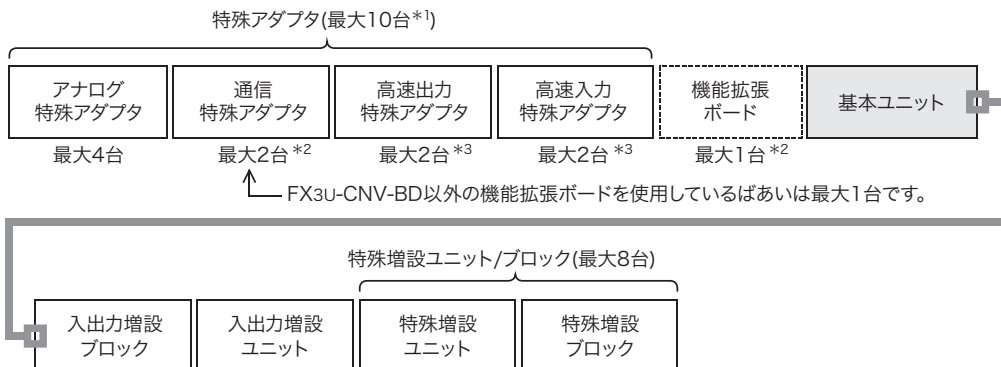 特殊アダプタ(最大10台*1)
アナログ
特殊アダプタ
通信
特殊アダプタ
高速出力
特殊アダプタ
高速入力
特殊アダプタ
機能拡張
ボード
基本ユニット
最大4台
最大2台*2
最大2台*3
最大2台*3
最大1台*2
FX3U-CNV-BD以外の機能拡張ボードを使用しているばあいは最大1台です。
特殊増設ユニット/ブロック(最大8台)
入出力増設
ブロック
入出力増設
ユニット
特殊増設
ユニット
特殊増設
ブロック